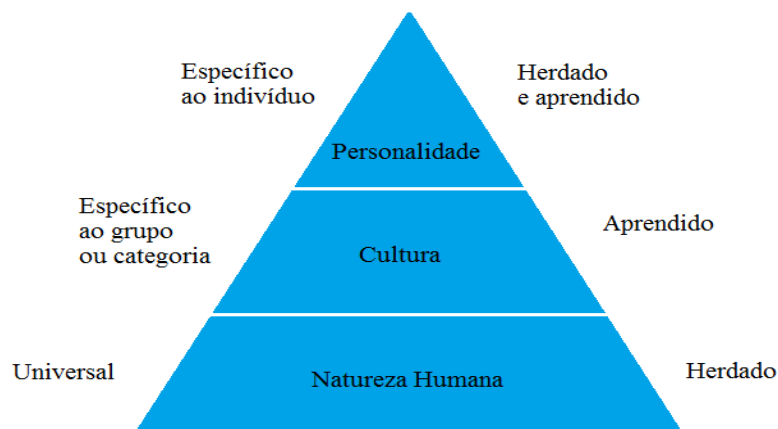 Específico
ao indivíduo
Herdado
e aprendido
Personalidade
Específico
ao grupo
ou categoria
Cultura
Aprendido
Universal
Natureza Humana
Herdado